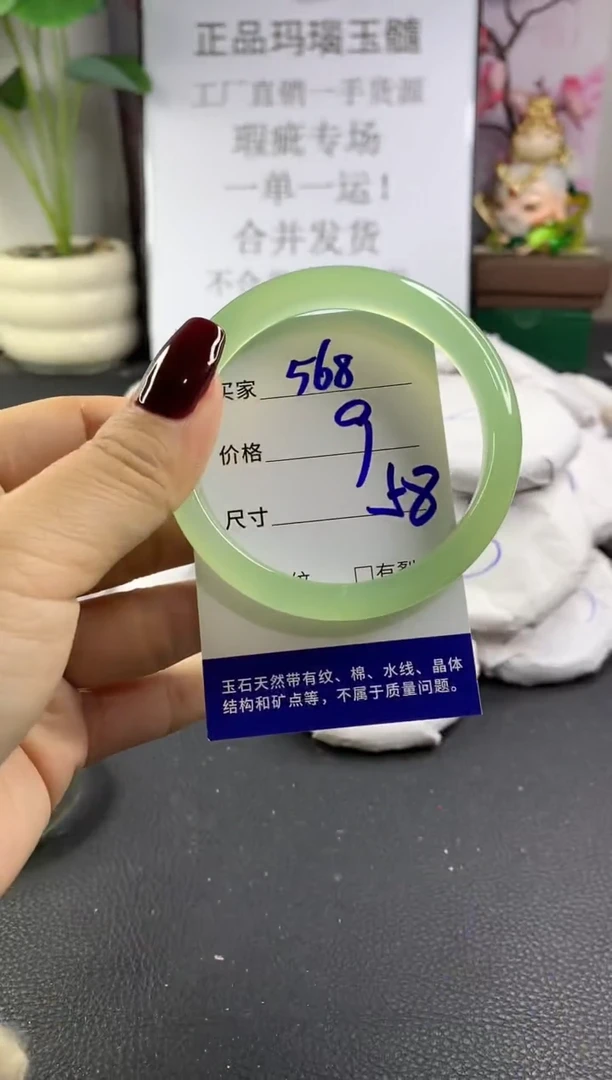 正品玛瑙玉髓
工厂直销一手货源
瑕疵专场
一单一运！
合并发货
买家 568
价格 9
尺寸 58
纹 □有裂
玉石天然带有纹、棉、水线、晶体
结构和矿点等，不属于质量问题。